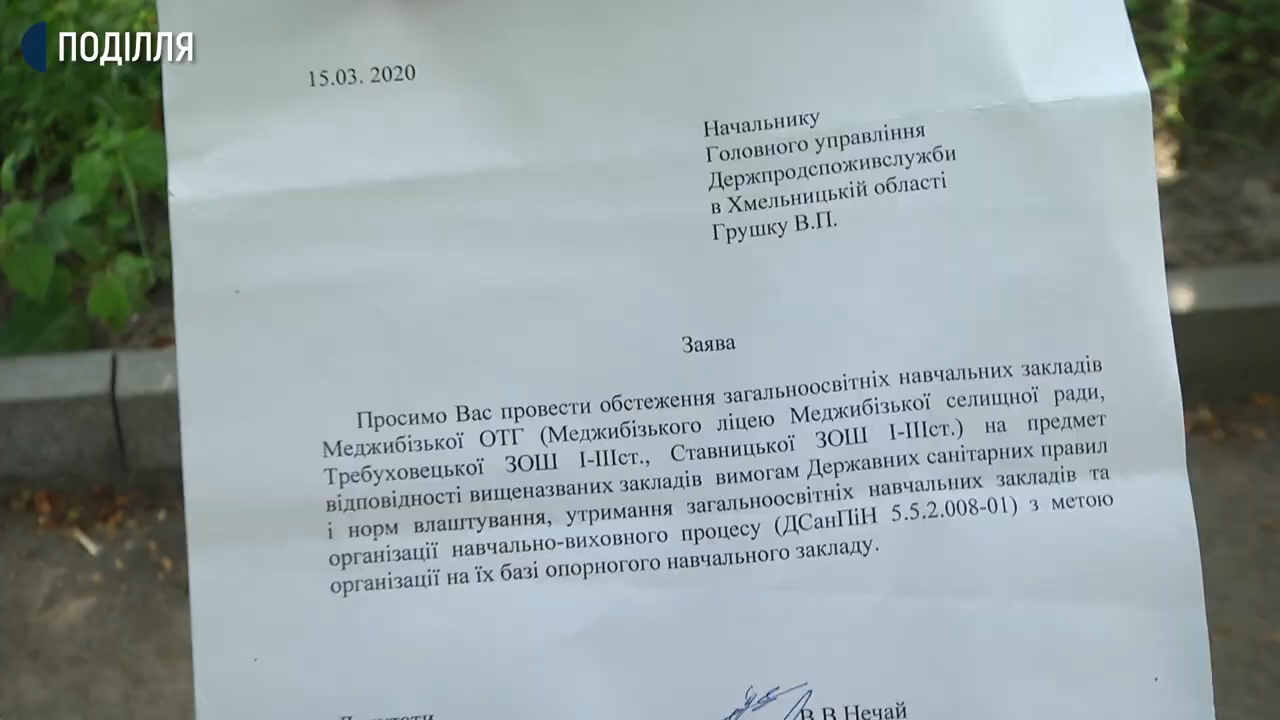 ПОДІЛЛЯ
15.03. 2020
Начальнику
Головного управління
Держпродспоживслужби
в Хмельницькій області
Грушку В.П.
Заява
Просимо Вас провести обстеження загальноосвітніх навчальних закладів
Меджибізької ОТГ (Меджибізького ліцею Меджибізької селищної ради,
Требуховецької ЗОШ І-ІІІст., Ставницької ЗОШ І-ІІІст.) на предмет
відповідності вищеназваних закладів вимогам Державних санітарних правил
і норм влаштування, утримання загальноосвітніх навчальних закладів та
організації навчально-виховного процесу (ДСанПіН 5.5.2.008-01) з метою
організації на їх базі опорного навчального закладу.
В.В.Нечай